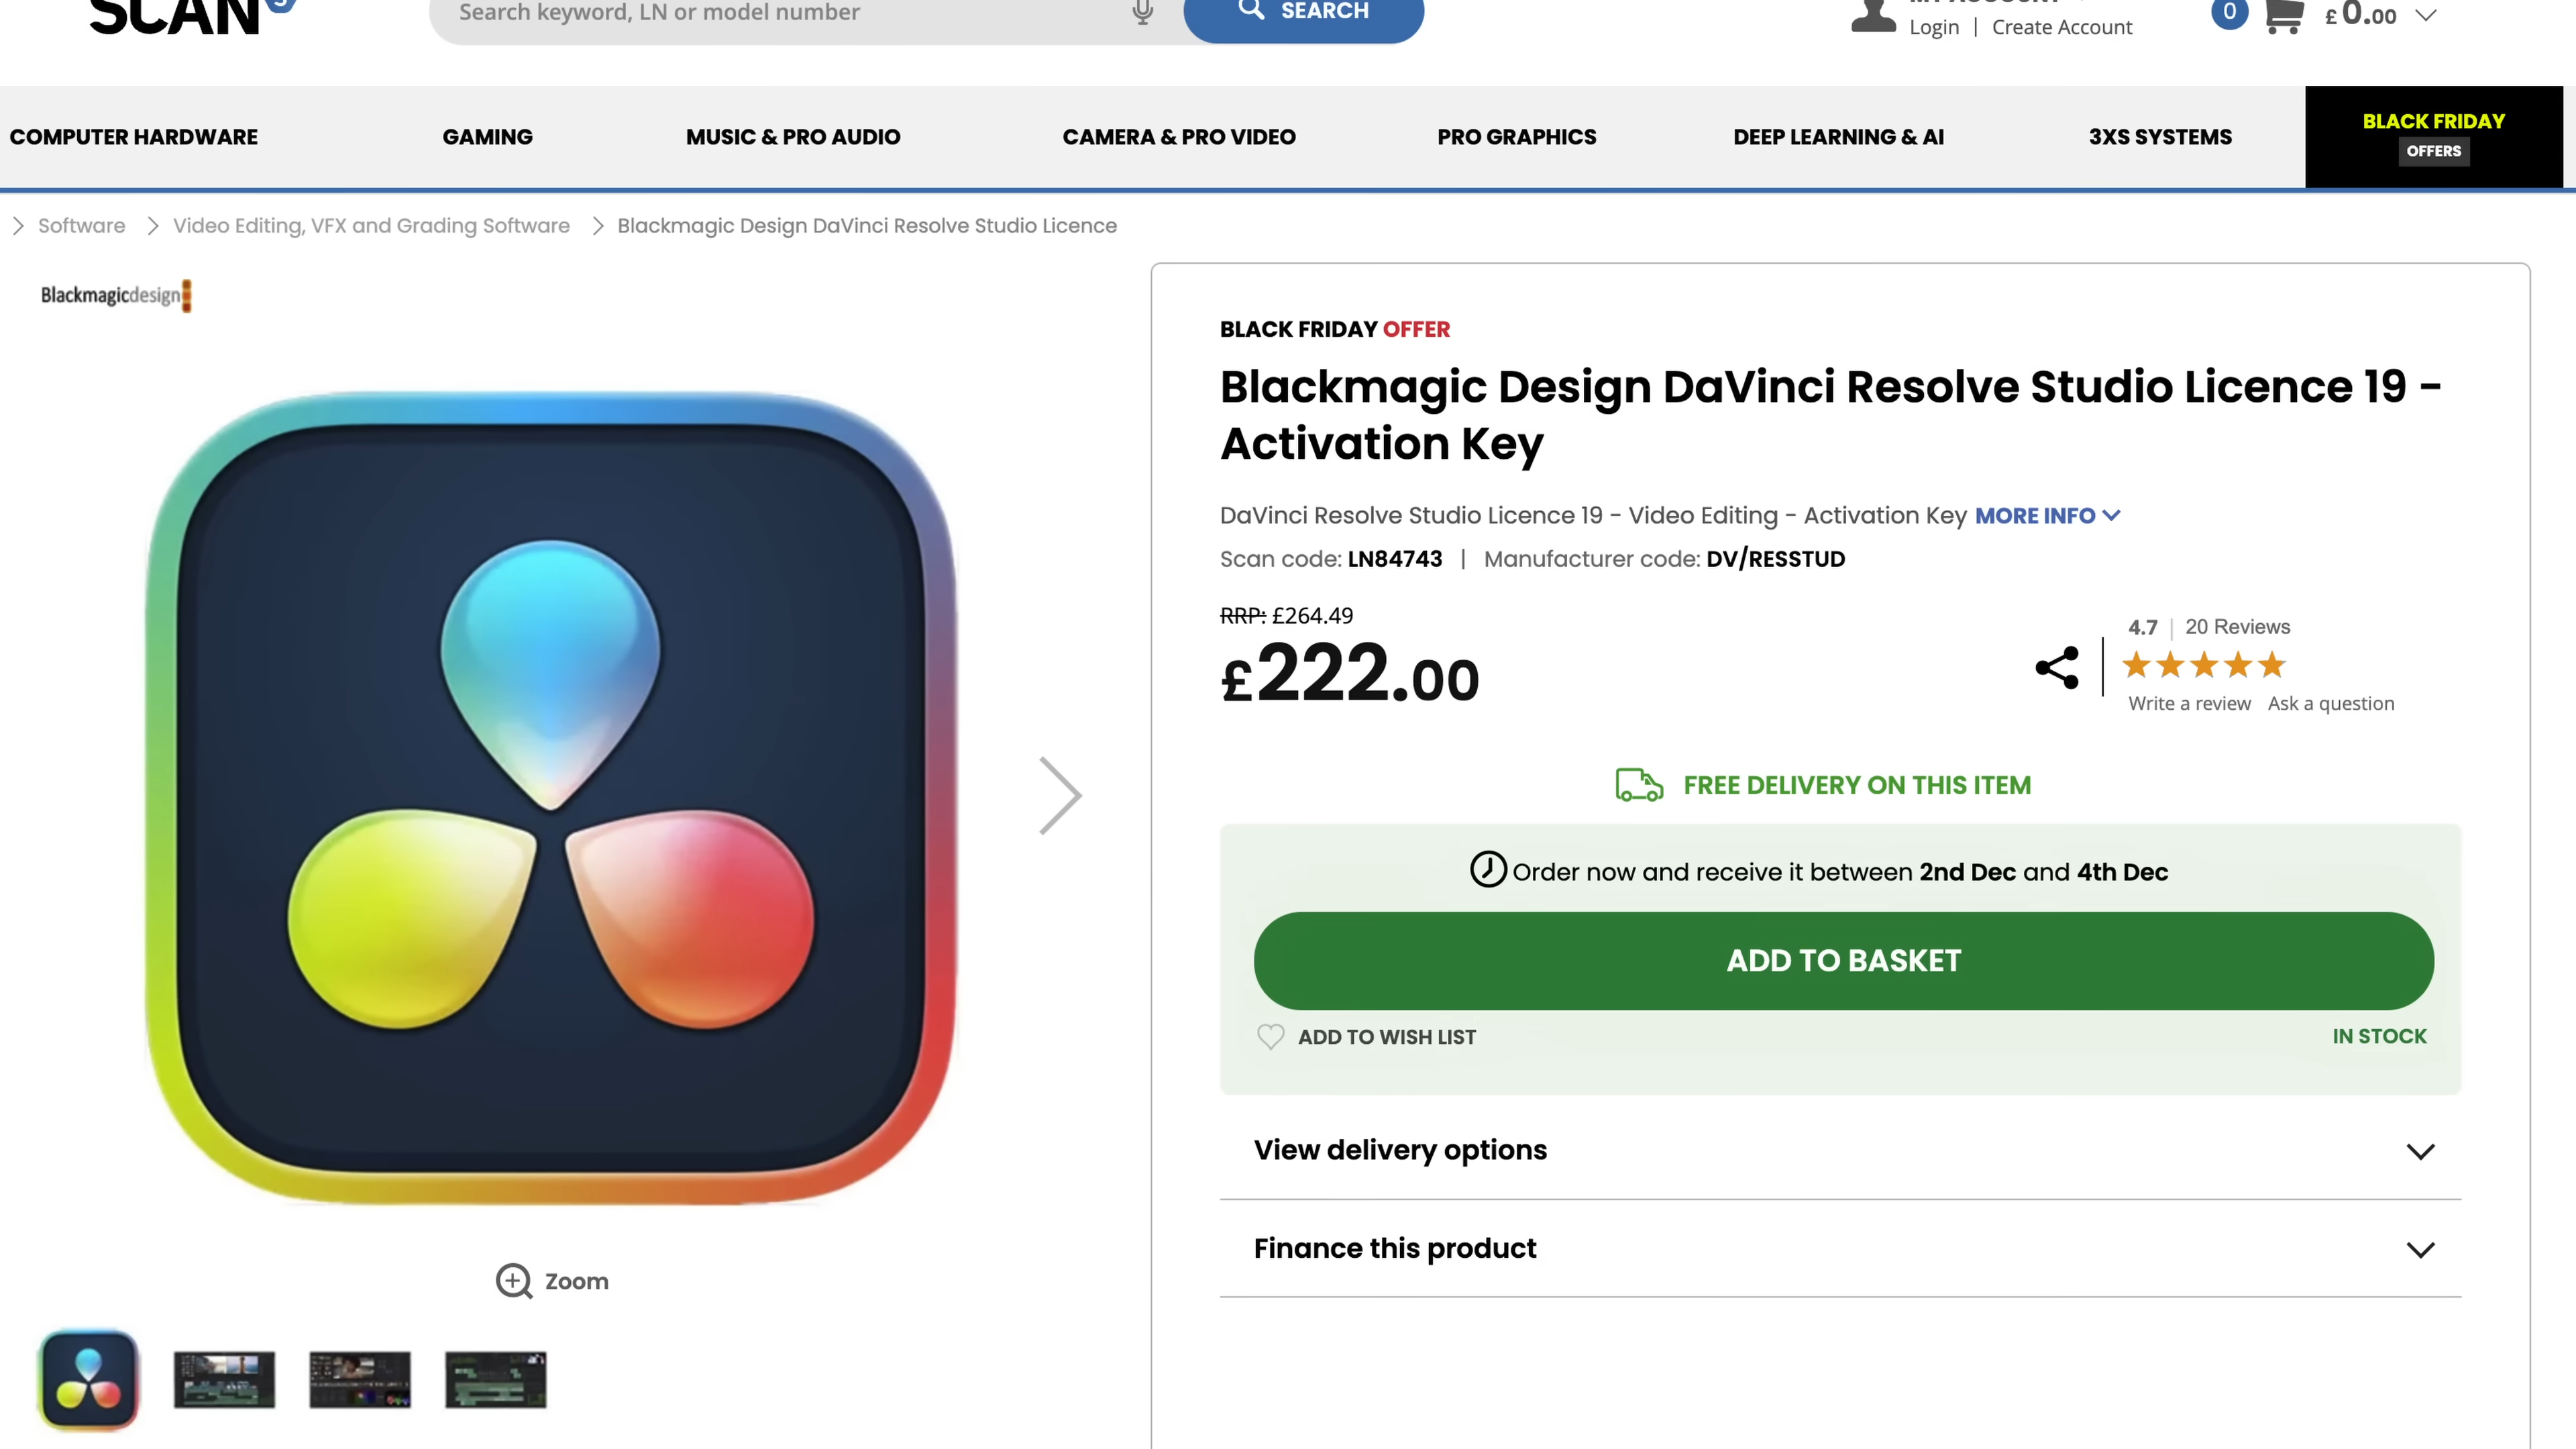 SCAN
Search keyword, LN or model number
SEARCH
Login | Create Account
0
£0.00
COMPUTER HARDWARE
GAMING
MUSIC & PRO AUDIO
CAMERA & PRO VIDEO
PRO GRAPHICS
DEEP LEARNING & AI
3XS SYSTEMS
BLACK FRIDAY
OFFERS
Software
Video Editing, VFX and Grading Software
Blackmagic Design DaVinci Resolve Studio Licence
Blackmagicdesign
BLACK FRIDAY OFFER
Blackmagic Design DaVinci Resolve Studio Licence 19 -
Activation Key
DaVinci Resolve Studio Licence 19 - Video Editing - Activation Key MORE INFO
Scan code: LN84743 | Manufacturer code: DV/RESSTUD
RRP: £264.49
£222.00
4.7 | 20 Reviews
Write a review Ask a question
FREE DELIVERY ON THIS ITEM
Order now and receive it between 2nd Dec and 4th Dec
ADD TO BASKET
ADD TO WISH LIST
IN STOCK
View delivery options
Finance this product
Zoom